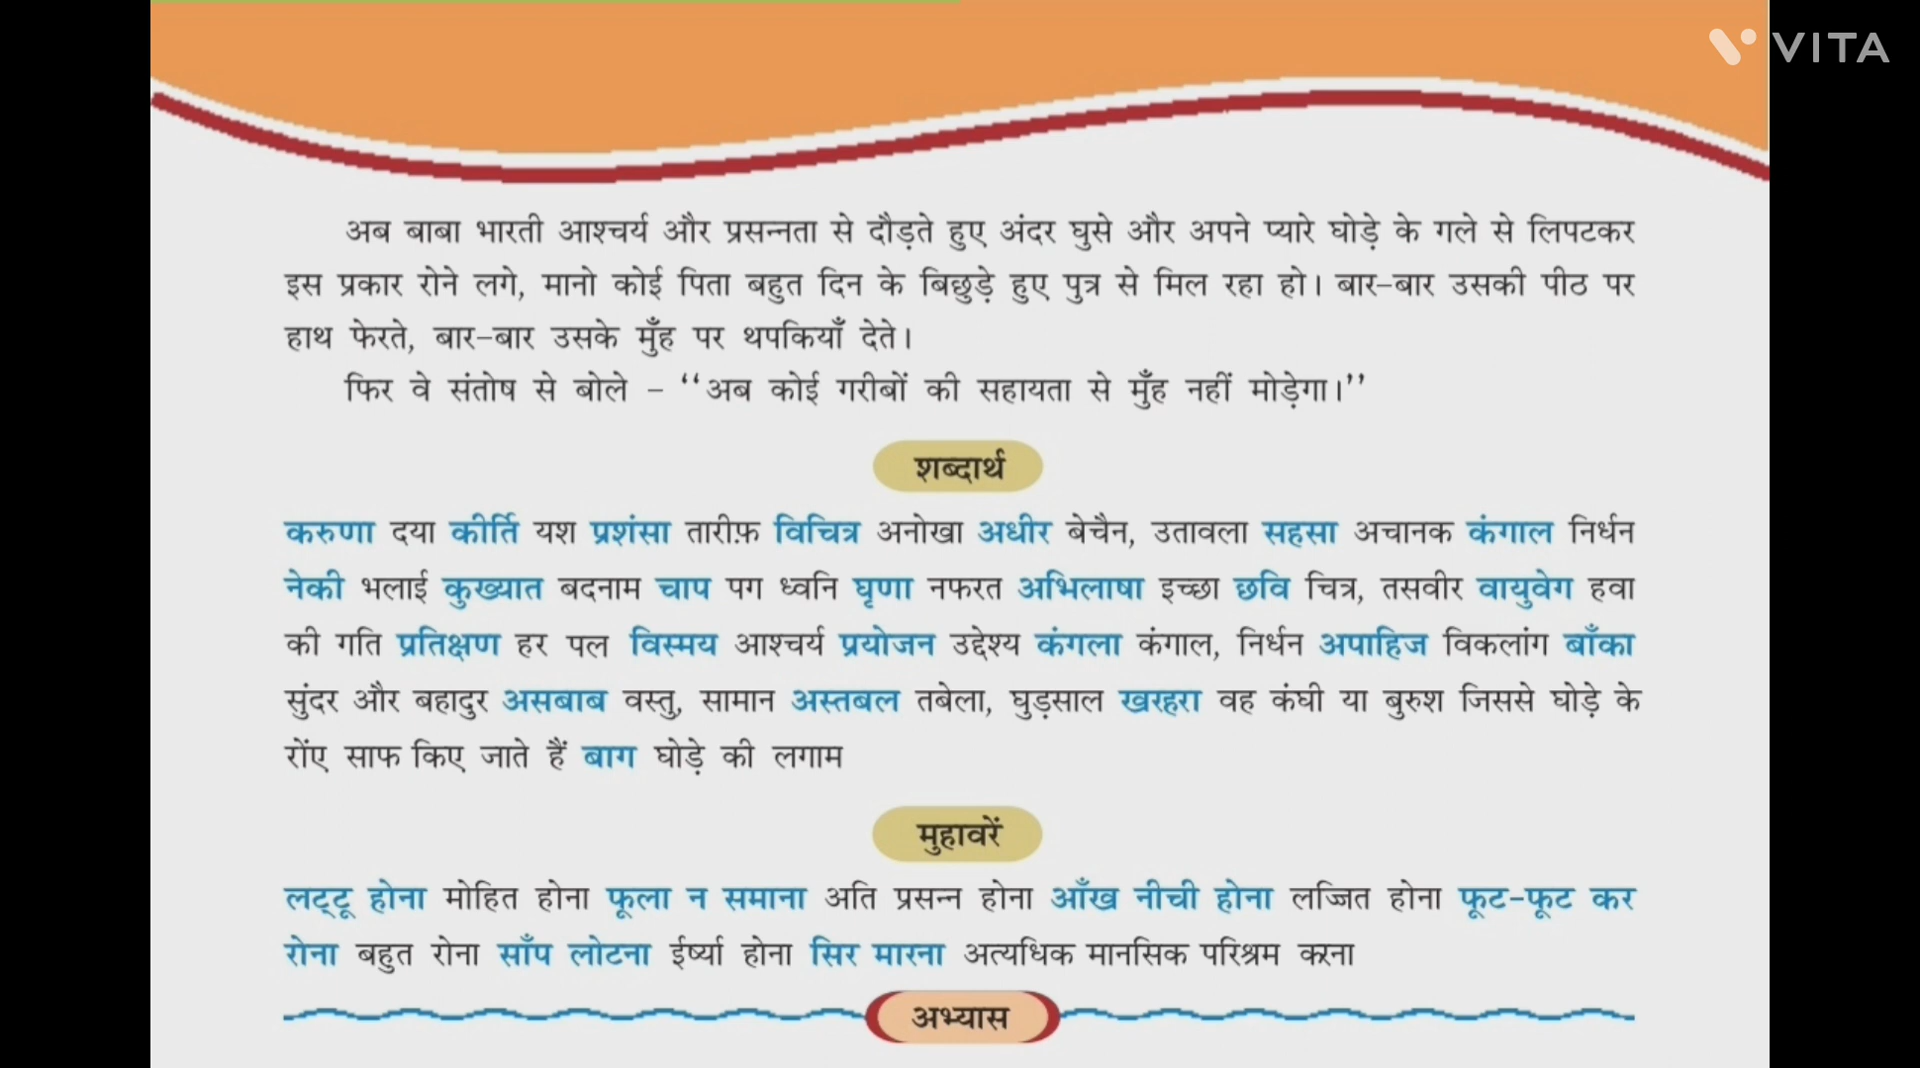 VITA
अब बाबा भारती आश्चर्य और प्रसन्नता से दौड़ते हुए अंदर घुसे और अपने प्यारे घोड़े के गले से लिपटकर
इस प्रकार रोने लगे, मानो कोई पिता बहुत दिन के बिछुड़े हुए पुत्र से मिल रहा हो। बार-बार उसकी पीठ पर
हाथ फेरते, बार-बार उसके मुँह पर थपकियाँ देते।
फिर वे संतोष से बोले – ‘‘अब कोई गरीबों की सहायता से मुँह नहीं मोड़ेगा।’’
शब्दार्थ
करुणा दया कीर्ति यश प्रशंसा तारीफ़ विचित्र अनोखा अधीर बेचैन, उतावला सहसा अचानक कंगाल निर्धन
नेकी भलाई कुख्यात बदनाम चाप पग ध्वनि घृणा नफरत अभिलाषा इच्छा छवि चित्र, तसवीर वायुवेग हवा
की गति प्रतिक्षण हर पल विस्मय आश्चर्य प्रयोजन उद्देश्य कंगला कंगाल, निर्धन अपाहिज विकलांग बाँका
सुंदर और बहादुर असबाब वस्तु, सामान अस्तबल तबेला, घुड़साल खरहरा वह कंघी या बुरुश जिससे घोड़े के
रोंए साफ किए जाते हैं बाग घोड़े की लगाम
मुहावरें
लट्टू होना मोहित होना फूला न समाना अति प्रसन्न होना आँख नीची होना लज्जित होना फूट-फूट कर
रोना बहुत रोना साँप लोटना ईर्ष्या होना सिर मारना अत्यधिक मानसिक परिश्रम करना
अभ्यास